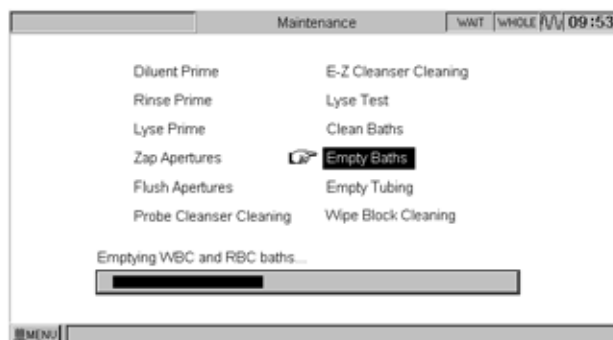 Maintenance WAIT WHOLE 09:53
Diluent Prime E-Z Cleanser Cleaning
Rinse Prime Lyse Test
Lyse Prime Clean Baths
Zap Apertures Empty Baths
Flush Apertures Empty Tubing
Probe Cleanser Cleaning Wipe Block Cleaning
Emptying WBC and RBC baths...
MENU